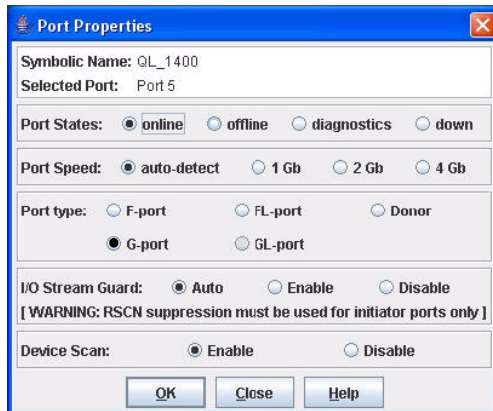 Port Properties
Symbolic Name: QL_1400
Selected Port: Port 5
Port States: online offline diagnostics down
Port Speed: auto-detect 1 Gb 2 Gb 4 Gb
Port type: F-port FL-port Donor
G-port GL-port
I/O Stream Guard: Auto Enable Disable
[ WARNING: RSCN suppression must be used for initiator ports only ]
Device Scan: Enable Disable
OK Close Help